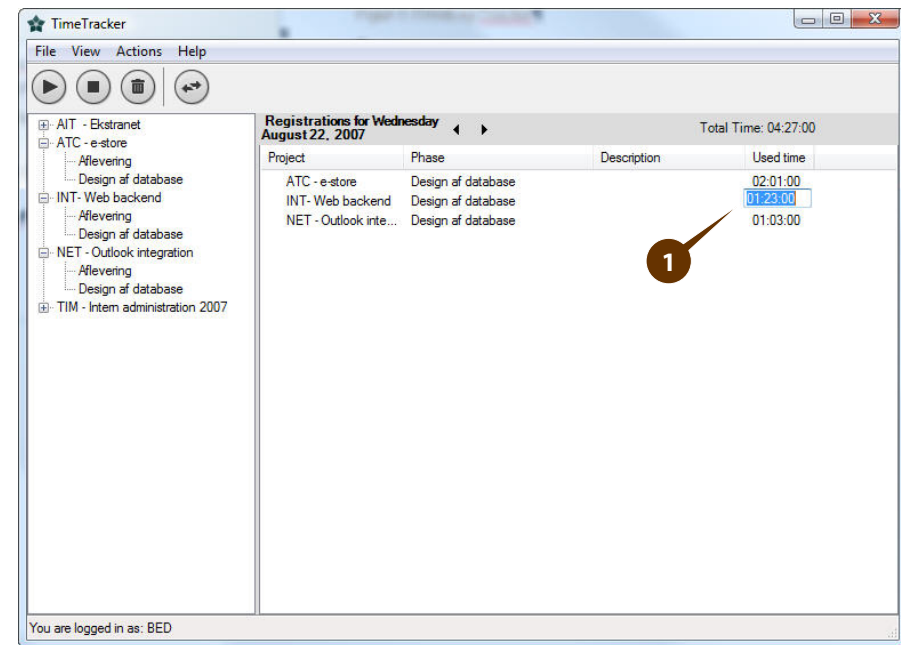 TimeTracker
File View Actions Help
AIT - Ekstranet
ATC - e-store
Aflevering
Design af database
INT- Web backend
Aflevering
Design af database
NET - Outlook integration
Aflevering
Design af database
TIM - Intern administration 2007
Registrations for Wednesday
August 22, 2007
Total Time: 04:27:00
Project Phase Description Used time
ATC - e-store Design af database 02:01:00
INT- Web backend Design af database 01:23:00
NET - Outlook inte... Design af database 01:03:00
1
You are logged in as: BED